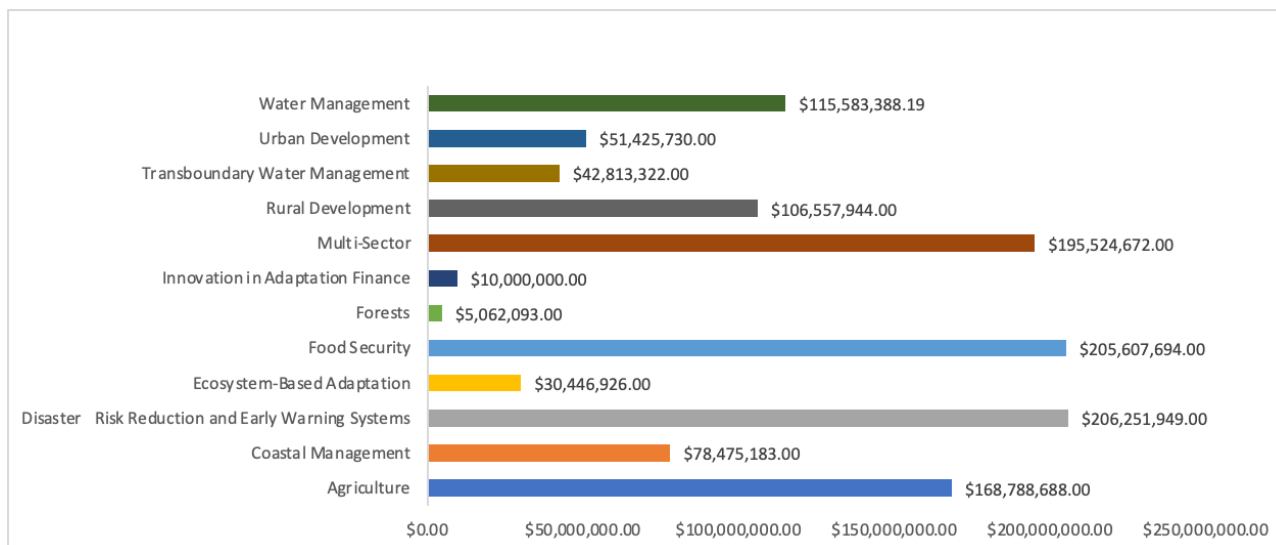 Water Management $115,583,388.19
Urban Development $51,425,730.00
Transboundary Water Management $42,813,322.00
Rural Development $106,557,944.00
Multi-Sector $195,524,672.00
Innovation in Adaptation Finance $10,000,000.00
Forests $5,062,093.00
Food Security $205,607,694.00
Ecosystem-Based Adaptation $30,446,926.00
Disaster Risk Reduction and Early Warning Systems $206,251,949.00
Coastal Management $78,475,183.00
Agriculture $168,788,688.00
$0.00 $50,000,000.00 $100,000,000.00 $150,000,000.00 $200,000,000.00 $250,000,000.00